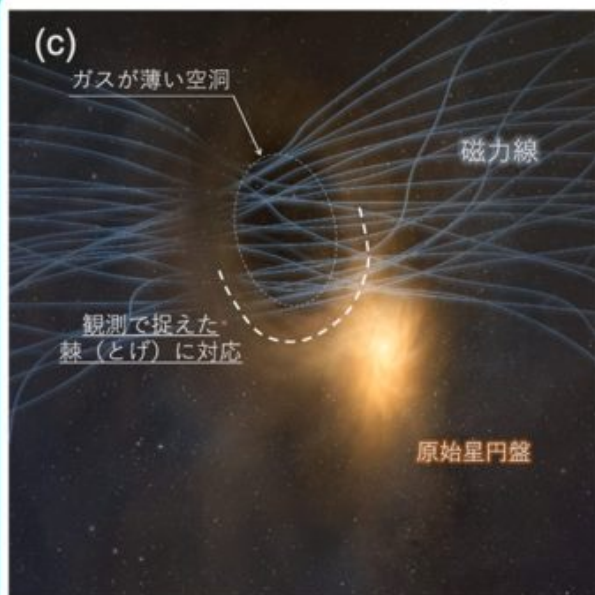 (c)
ガスが薄い空洞
磁力線
観測で捉えた
棘（とげ）に対応
原始星円盤